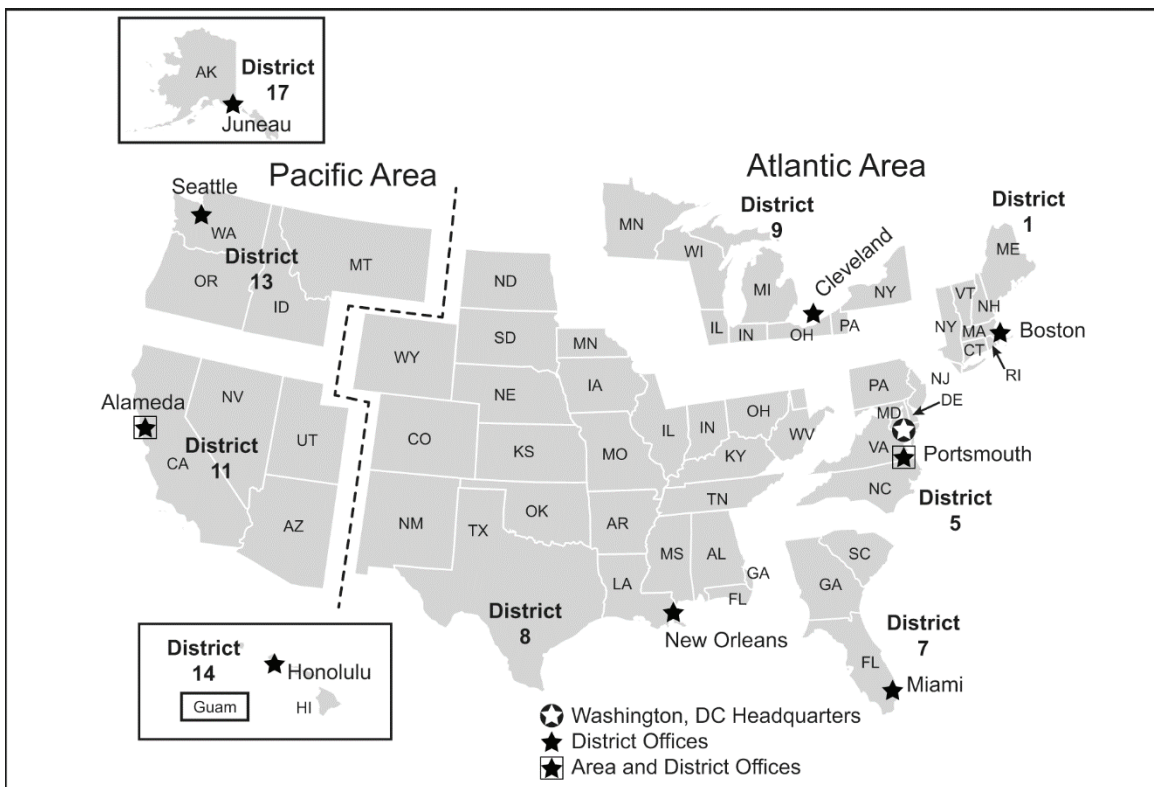 AK
District
17
Juneau
Pacific Area
Atlantic Area
Seattle
WA
District
13
OR
ID
MT
District
9
MN
WI
MI
Cleveland
NY
IL
IN
OH
PA
District
1
ME
VT
NH
NY
MA
CT
Boston
RI
Alameda
NV
CA
District
11
UT
AZ
ND
SD
WY
NE
MN
IA
CO
KS
MO
IL
IN
OH
WV
KY
NM
TX
OK
AR
TN
MS
AL
GA
LA
FL
District
8
New Orleans
PA
NJ
MD
DE
VA
Portsmouth
NC
District
5
SC
GA
District
7
FL
Miami
District
14
Honolulu
Guam
HI
Washington, DC Headquarters
District Offices
Area and District Offices